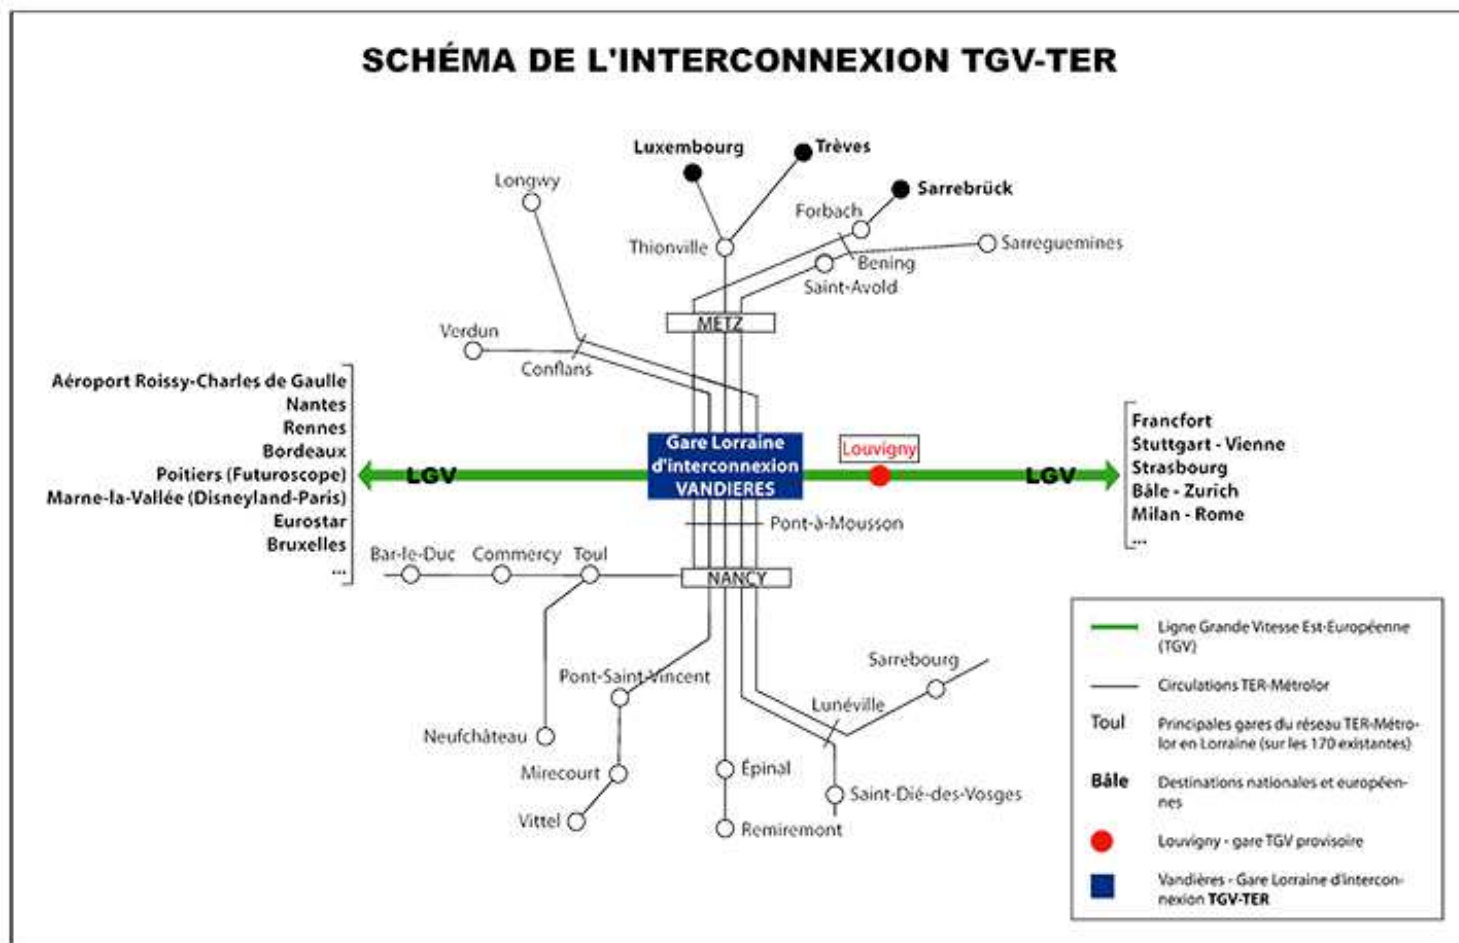 SCHÉMA DE L'INTERCONNEXION TGV-TER
Luxembourg
Trèves
Longwy
Sarrebrück
Forbach
Thionville
Sarreguemines
Bening
Saint-Avold
METZ
Verdun
Conflans
Aéroport Roissy-Charles de Gaulle
Nantes
Rennes
Bordeaux
Poitiers (Futuroscope)
Marne-la-Vallée (Disneyland-Paris)
Eurostar
Bruxelles
...
LGV
Gare Lorraine
d'interconnexion
VANDIERES
Louvigny
LGV
Francfort
Stuttgart - Vienne
Strasbourg
Bâle - Zurich
Milan - Rome
...
Pont-à-Mousson
Bar-le-Duc
Commercy
Toul
NANCY
Pont-Saint-Vincent
Sarrebourg
Lunéville
Neufchâteau
Mirecourt
Épinal
Saint-Dié-des-Vosges
Vittel
Remiremont
Ligne Grande Vitesse Est-Européenne
(TGV)
Circulations TER-Métrolor
Toul
Principales gares du réseau TER-Métro-
lor en Lorraine (sur les 170 existantes)
Bâle
Destinations nationales et européen-
nes
Louvigny - gare TGV provisoire
Vandières - Gare Lorraine d'intercon-
nexion TGV-TER